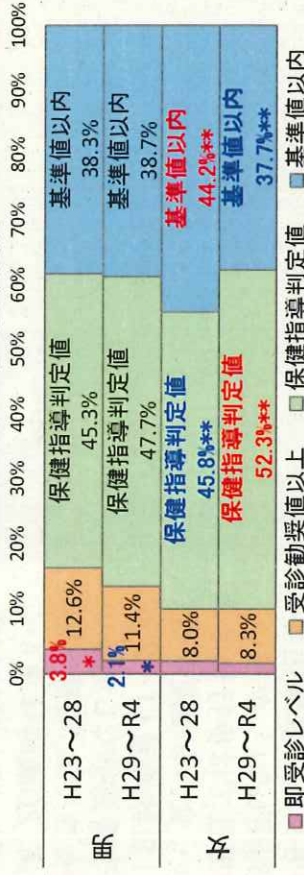 0% 10% 20% 30% 40% 50% 60% 70% 80% 90% 100%
男
H23～28
3.8%
*
12.6%
保健指導判定値
45.3%
基準値以内
38.3%
H29～R4
2.1%
*
11.4%
保健指導判定値
47.7%
基準値以内
38.7%
女
H23～28
8.0%
保健指導判定値
45.8%**
基準値以内
44.2%**
H29～R4
8.3%
保健指導判定値
52.3%**
基準値以内
37.7%**
即受診レベル 受診勧奨値以上 保健指導判定値 基準値以内